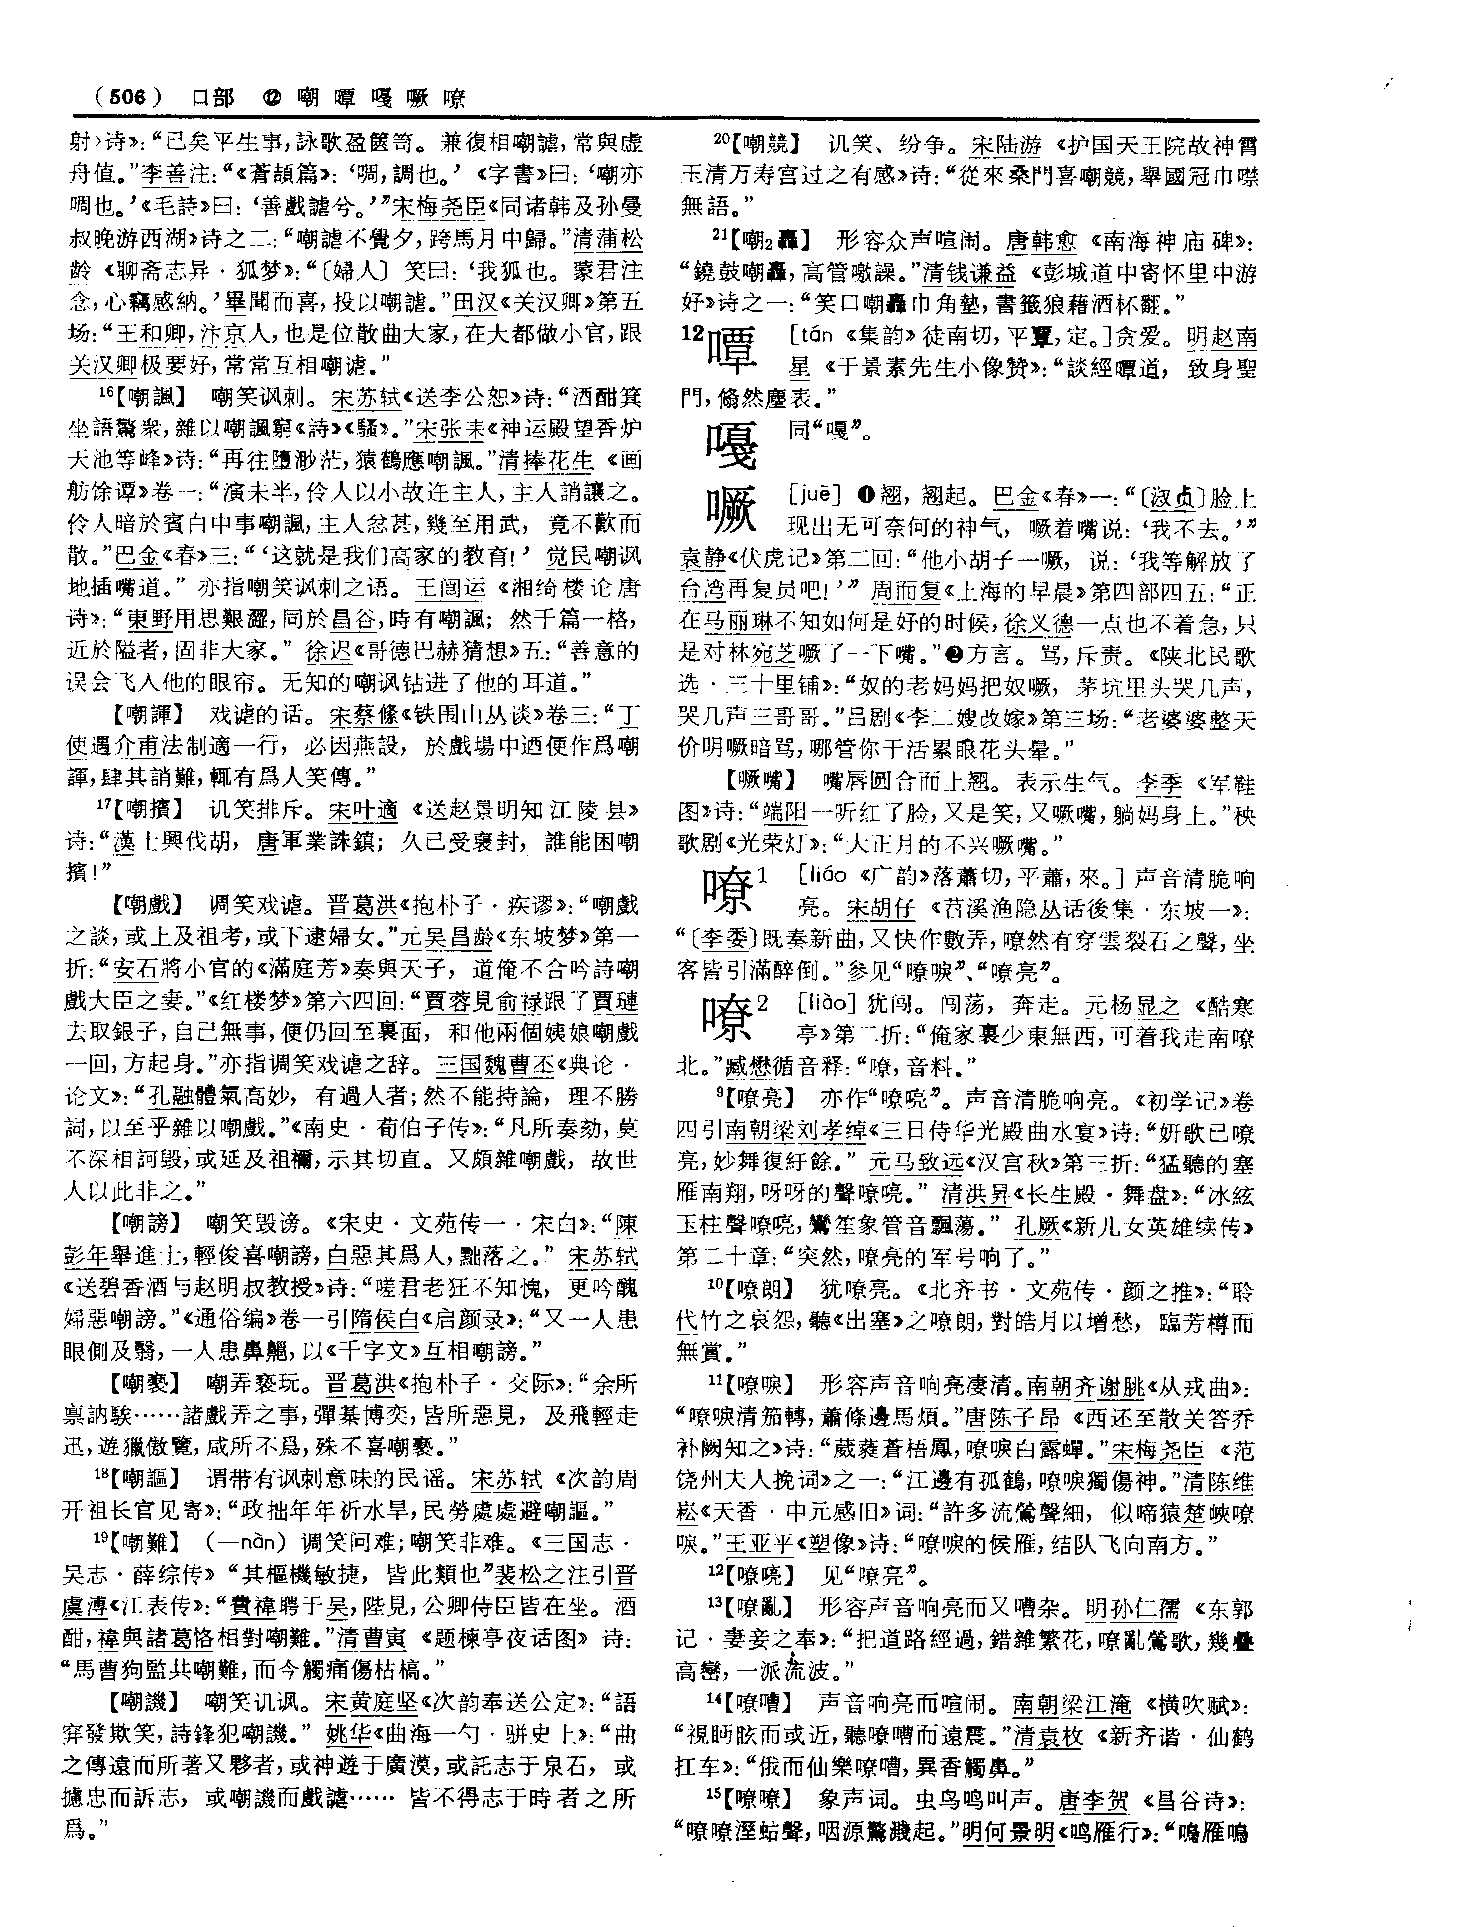 (506) 口部 ⑫ 嘲 嘾 嘠 噘 嘹
射〉诗》：“已矣平生事，詠歌盈篋笥。兼復相嘲謔，常與虚
舟值。”李善注：“《蒼頡篇》：‘啁，調也。’《字書》曰：‘嘲亦
啁也。’《毛詩》曰：‘善戲謔兮。’”宋梅尧臣《同诸韩及孙曼
叔晚游西湖》诗之二：“嘲謔不覺夕，跨馬月中歸。”清蒲松
龄《聊斋志异·狐梦》：“〔婦人〕笑曰：‘我狐也。蒙君注
念，心竊感納。’畢聞而喜，投以嘲謔。”田汉《关汉卿》第五
场：“王和卿，汴京人，也是位散曲大家，在大都做小官，跟
关汉卿极要好，常常互相嘲谑。”
16【嘲諷】 嘲笑讽刺。宋苏轼《送李公恕》诗：“酒酣箕
坐語驚衆，雜以嘲諷窮《詩》《騷》。”宋张耒《神运殿望香炉
天池等峰》诗：“再往墮渺茫，猿鶴應嘲諷。”清捧花生《画
舫馀谭》卷一：“演未半，伶人以小故迕主人，主人誚讓之。
伶人暗於賓白中事嘲諷，主人忿甚，幾至用武，竟不歡而
散。”巴金《春》三：“‘这就是我们高家的教育！’觉民嘲讽
地插嘴道。”亦指嘲笑讽刺之语。王闿运《湘绮楼论唐
诗》：“東野用思艱澀，同於昌谷，時有嘲諷；然千篇一格，
近於隘者，固非大家。”徐迟《哥德巴赫猜想》五：“善意的
误会飞入他的眼帘。无知的嘲讽钻进了他的耳道。”
【嘲諢】 戏谑的话。宋蔡絛《铁围山丛谈》卷三：“丁
使遇介甫法制適一行，必因燕設，於戲場中迺便作爲嘲
諢，肆其誚難，輒有爲人笑傳。”
17【嘲擯】 讥笑排斥。宋叶適《送赵景明知江陵县》
诗：“漢士興伐胡，唐軍業誅鎮；久已受褒封，誰能困嘲
擯！”
【嘲戲】 调笑戏谑。晋葛洪《抱朴子·疾谬》：“嘲戲
之談，或上及祖考，或下逮婦女。”元吴昌龄《东坡梦》第一
折：“安石將小官的《滿庭芳》奏與天子，道俺不合吟詩嘲
戲大臣之妻。”《红楼梦》第六四回：“賈蓉見俞禄跟了賈璉
去取銀子，自己無事，便仍回至裏面，和他兩個姨娘嘲戲
一回，方起身。”亦指调笑戏谑之辞。三国魏曹丕《典论·
论文》：“孔融體氣高妙，有過人者；然不能持論，理不勝
詞，以至乎雜以嘲戲。”《南史·荀伯子传》：“凡所奏劾，莫
不深相訶毀，或延及祖禰，示其切直。又頗雜嘲戲，故世
人以此非之。”
【嘲謗】 嘲笑毁谤。《宋史·文苑传一·宋白》：“陳
彭年舉進士，輕俊喜嘲謗，白惡其爲人，黜落之。”宋苏轼
《送碧香酒与赵明叔教授》诗：“嗟君老狂不知愧，更吟醜
婦惡嘲謗。”《通俗编》卷一引隋侯白《启颜录》：“又一人患
眼側及翳，一人患鼻齆，以《千字文》互相嘲謗。”
【嘲褻】 嘲弄亵玩。晋葛洪《抱朴子·交际》：“余所
禀訥騃……諸戲弄之事，彈棊博奕，皆所惡見，及飛輕走
迅，遊獵傲覽，咸所不爲，殊不喜嘲褻。”
18【嘲謳】 谓带有讽刺意味的民谣。宋苏轼《次韵周
开祖长官见寄》：“政拙年年祈水旱，民勞處處避嘲謳。”
19【嘲難】 （—nàn）调笑问难；嘲笑非难。《三国志·
吴志·薛综传》“其樞機敏捷，皆此類也”裴松之注引晋
虞溥《江表传》：“費禕聘于吴，陛見，公卿侍臣皆在坐。酒
酣，禕與諸葛恪相對嘲難。”清曹寅《题楝亭夜话图》诗：
“馬曹狗監共嘲難，而今觸痛傷枯槁。”
【嘲譏】 嘲笑讥讽。宋黄庭坚《次韵奉送公定》：“語
穽發欺笑，詩鋒犯嘲譏。”姚华《曲海一勺·骈史上》：“曲
之傳遠而所著又夥者，或神遊于廣漠，或託志于泉石，或
攄忠而訴志，或嘲譏而戲謔……皆不得志于時者之所
爲。”
20【嘲競】 讥笑、纷争。宋陆游《护国天王院故神霄
玉清万寿宫过之有感》诗：“從來桑門喜嘲競，舉國冠巾噤
無語。”
21【嘲2轟】 形容众声喧闹。唐韩愈《南海神庙碑》：
“鐃鼓嘲轟，高管噭譟。”清钱谦益《彭城道中寄怀里中游
好》诗之一：“笑口嘲轟巾角墊，書籤狼藉酒杯翻。”
12嘾 [tán《集韵》徒南切，平覃，定。]贪爱。明赵南
星《于景素先生小像赞》：“談經嘾道，致身聖
門，翛然塵表。”
嘠 同“嘎”。
噘 [juē] ❶翘，翘起。巴金《春》一：“〔淑贞〕脸上
现出无可奈何的神气，噘着嘴说：‘我不去。’”
袁静《伏虎记》第二回：“他小胡子一噘，说：‘我等解放了
台湾再复员吧！’”周而复《上海的早晨》第四部四五：“正
在马丽琳不知如何是好的时候，徐义德一点也不着急，只
是对林宛芝噘了一下嘴。”❷方言。骂，斥责。《陕北民歌
选·三十里铺》：“奴的老妈妈把奴噘，茅坑里头哭几声，
哭几声三哥哥。”吕剧《李二嫂改嫁》第三场：“老婆婆整天
价明噘暗骂，哪管你干活累眼花头晕。”
【噘嘴】 嘴唇圆合而上翘。表示生气。李季《军鞋
图》诗：“端阳一听红了脸，又是笑，又噘嘴，躺妈身上。”秧
歌剧《光荣灯》：“大正月的不兴噘嘴。”
嘹1 [liáo《广韵》落蕭切，平蕭，來。]声音清脆响
亮。宋胡仔《苕溪渔隐丛话後集·东坡一》：
“〔李委〕既奏新曲，又快作數弄，嘹然有穿雲裂石之聲，坐
客皆引滿醉倒。”参见“嘹唳”、“嘹亮”。
嘹2 [liào] 犹闯。闯荡，奔走。元杨显之《酷寒
亭》第二折：“俺家裏少東無西，可着我走南嘹
北。”臧懋循音释：“嘹，音料。”
9【嘹亮】 亦作“嘹喨”。声音清脆响亮。《初学记》卷
四引南朝梁刘孝绰《三日侍华光殿曲水宴》诗：“妍歌已嘹
亮，妙舞復紆餘。”元马致远《汉宫秋》第三折：“猛聽的塞
雁南翔，呀呀的聲嘹喨。”清洪昇《长生殿·舞盘》：“冰絃
玉柱聲嘹喨，鸞笙象管音飄蕩。”孔厥《新儿女英雄续传》
第二十章：“突然，嘹亮的军号响了。”
10【嘹朗】 犹嘹亮。《北齐书·文苑传·颜之推》：“聆
代竹之哀怨，聽《出塞》之嘹朗，對皓月以增愁，臨芳樽而
無賞。”
11【嘹唳】 形容声音响亮凄清。南朝齐谢朓《从戎曲》：
“嘹唳清笳轉，蕭條邊馬煩。”唐陈子昂《西还至散关答乔
补阙知之》诗：“葳蕤蒼梧鳳，嘹唳白露蟬。”宋梅尧臣《范
饶州夫人挽词》之一：“江邊有孤鶴，嘹唳獨傷神。”清陈维
崧《天香·中元感旧》词：“許多流鶯聲細，似啼猿楚峽嘹
唳。”王亚平《塑像》诗：“嘹唳的侯雁，结队飞向南方。”
12【嘹喨】 见“嘹亮”。
13【嘹亂】 形容声音响亮而又嘈杂。明孙仁孺《东郭
记·妻妾之奉》：“把道路經過，錯雜繁花，嘹亂鶯歌，幾疊
高巒，一派流波。”
14【嘹嘈】 声音响亮而喧闹。南朝梁江淹《横吹赋》：
“視眄眩而或近，聽嘹嘈而遠震。”清袁枚《新齐谐·仙鹤
扛车》：“俄而仙樂嘹嘈，異香觸鼻。”
15【嘹嘹】 象声词。虫鸟鸣叫声。唐李贺《昌谷诗》：
“嘹嘹溼蛄聲，咽源驚濺起。”明何景明《鸣雁行》：“鳴雁鳴